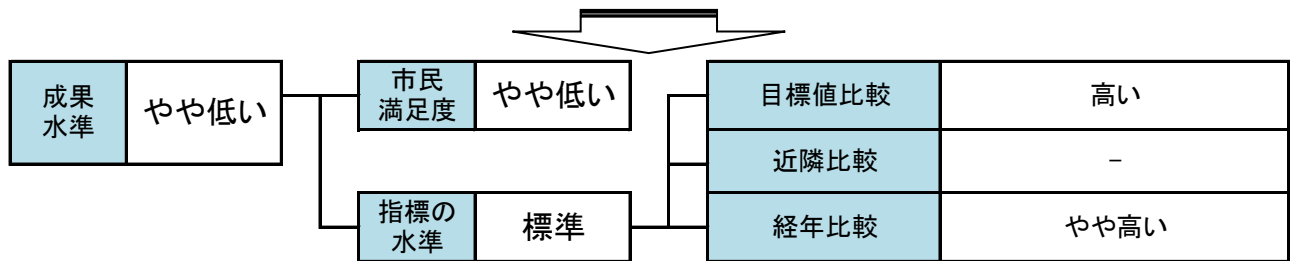 成果
水準
やや低い
市民
満足度
やや低い
指標の
水準
標準
目標値比較
高い
近隣比較
－
経年比較
やや高い